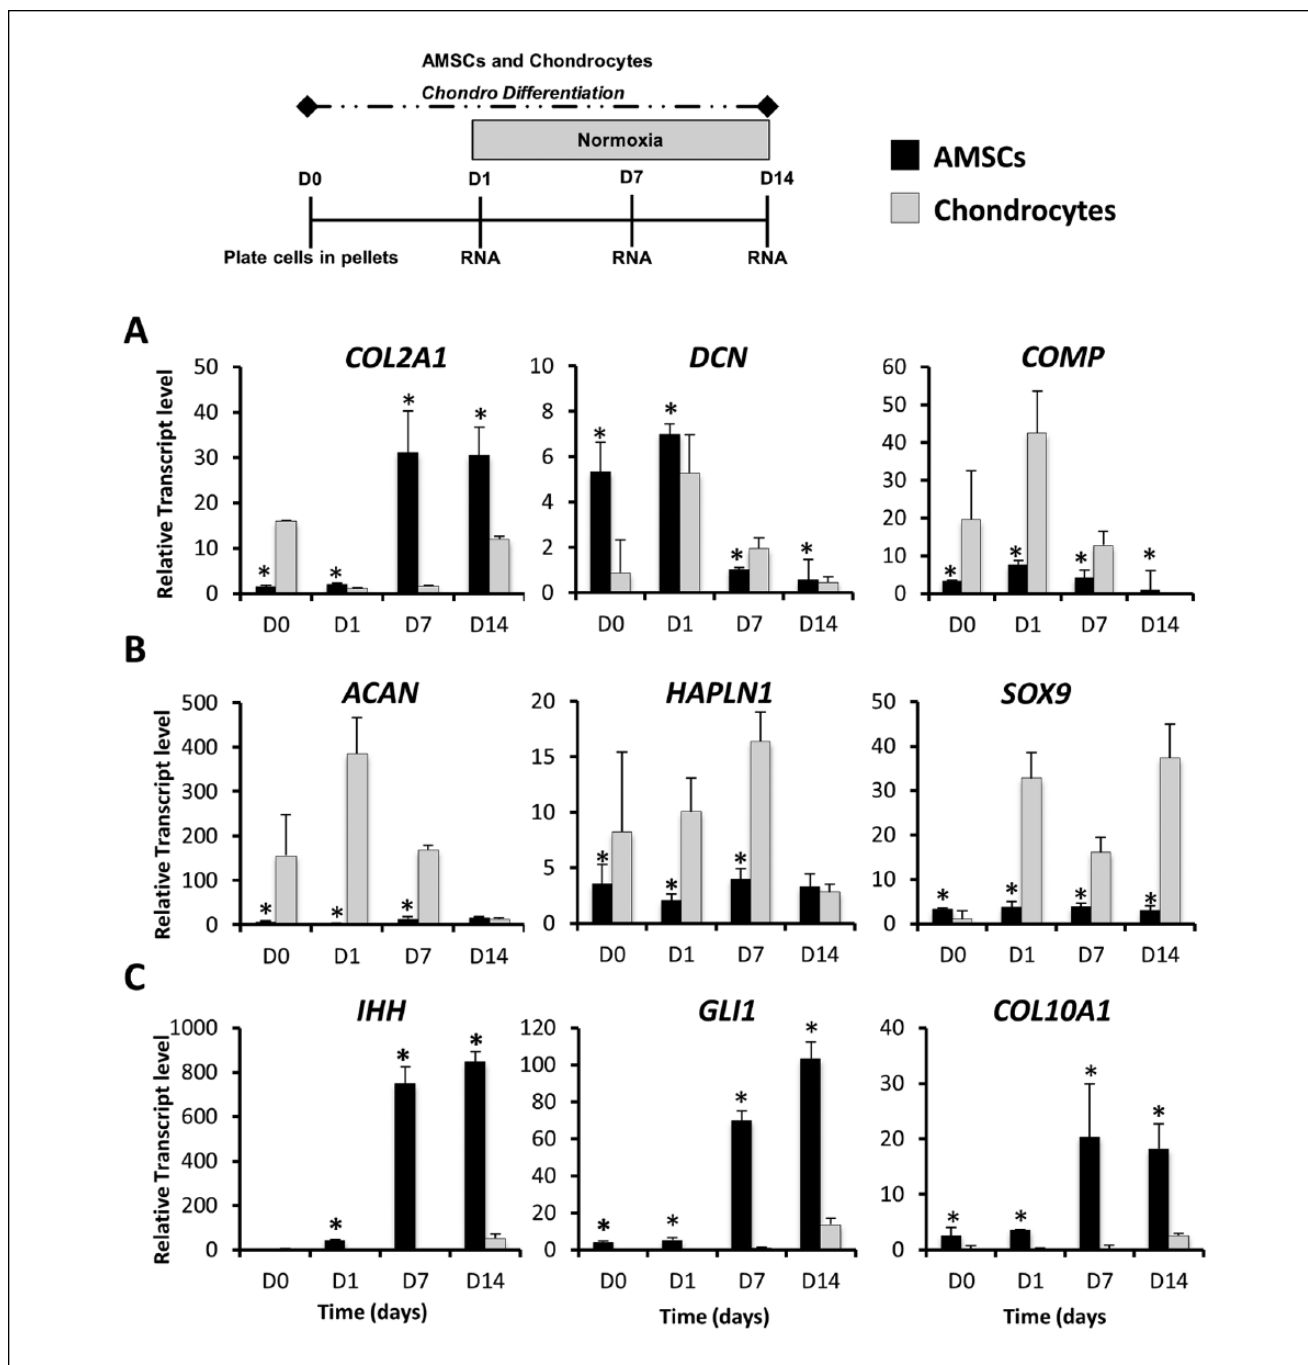 AMSCs and Chondrocytes
Chondro Differentiation
Normoxia
D0 D1 D7 D14
Plate cells in pellets RNA RNA RNA
AMSCs
Chondrocytes
A
COL2A1
Relative Transcript level
50
40
30
20
10
0
D0 D1 D7 D14
DCN
10
8
6
4
2
0
D0 D1 D7 D14
COMP
60
50
40
30
20
10
0
D0 D1 D7 D14
B
ACAN
Relative Transcript level
500
400
300
200
100
0
D0 D1 D7 D14
HAPLN1
20
15
10
5
0
D0 D1 D7 D14
SOX9
50
40
30
20
10
0
D0 D1 D7 D14
C
IHH
Relative Transcript level
1000
800
600
400
200
0
D0 D1 D7 D14
Time (days)
GLI1
120
100
80
60
40
20
0
D0 D1 D7 D14
Time (days)
COL10A1
40
30
20
10
0
D0 D1 D7 D14
Time (days